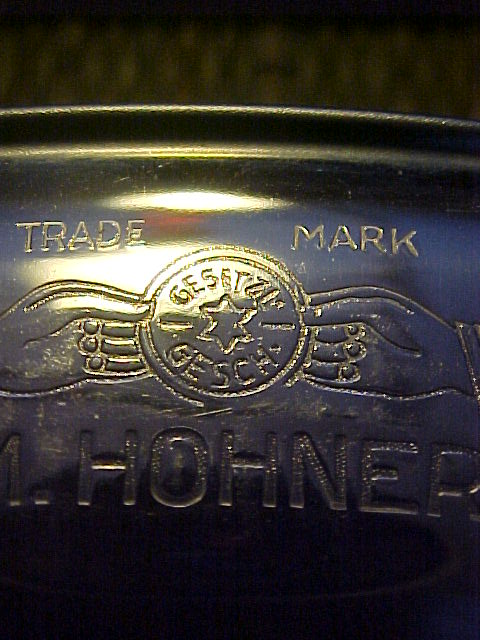 TRADE MARK
GESETZL.
GESCH.
M. HOHNER